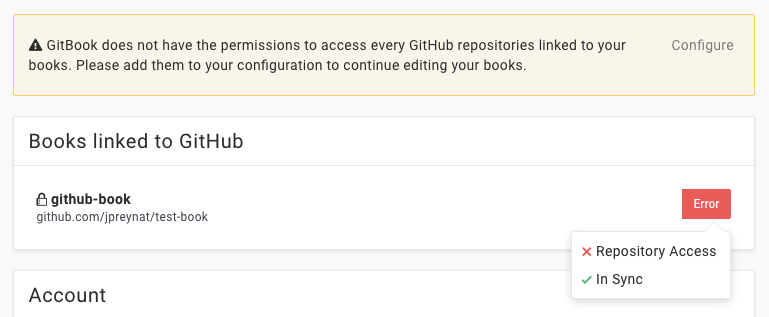 GitBook does not have the permissions to access every GitHub repositories linked to your
books. Please add them to your configuration to continue editing your books.
Configure
Books linked to GitHub
github-book
github.com/jpreynat/test-book
Error
Repository Access
In Sync
Account